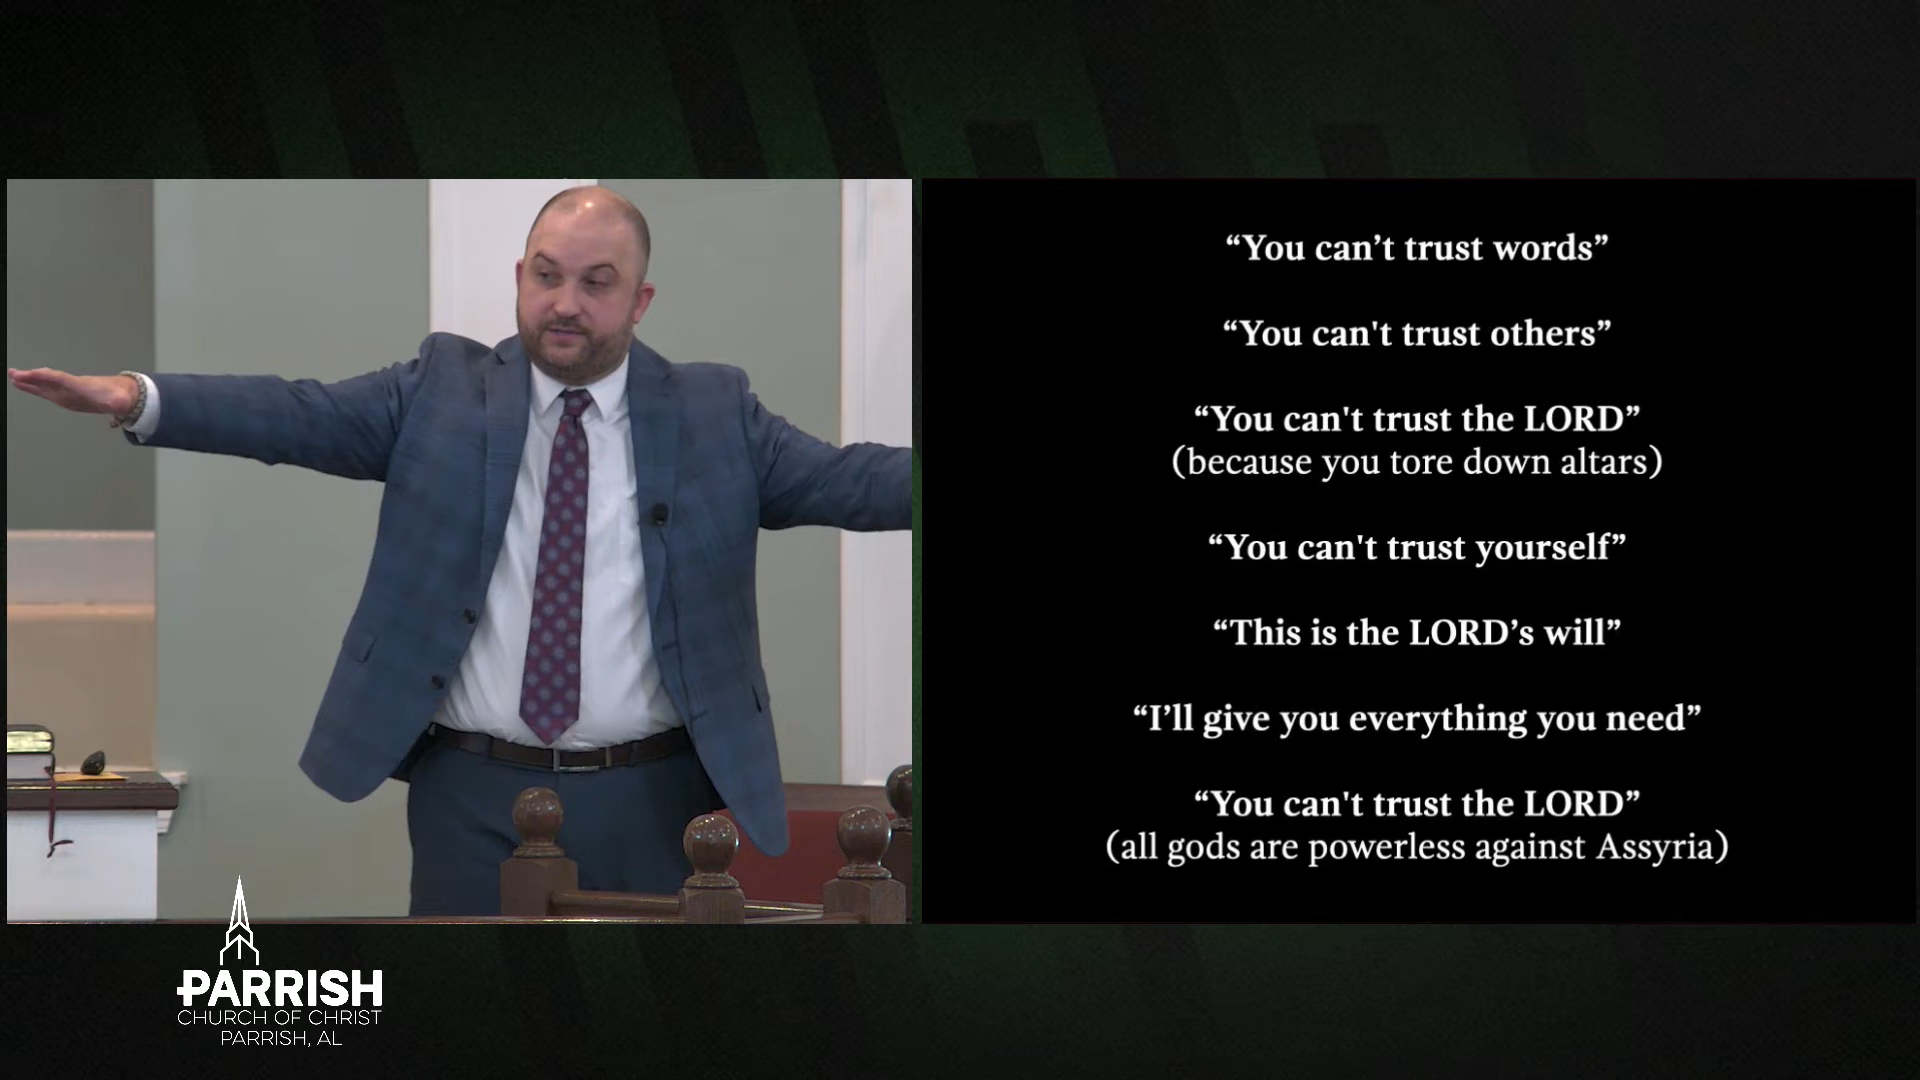 “You can’t trust words”
“You can't trust others”
“You can't trust the LORD”
(because you tore down altars)
“You can't trust yourself”
“This is the LORD’s will”
“I’ll give you everything you need”
“You can't trust the LORD”
(all gods are powerless against Assyria)
PARRISH
CHURCH OF CHRIST
PARRISH, AL